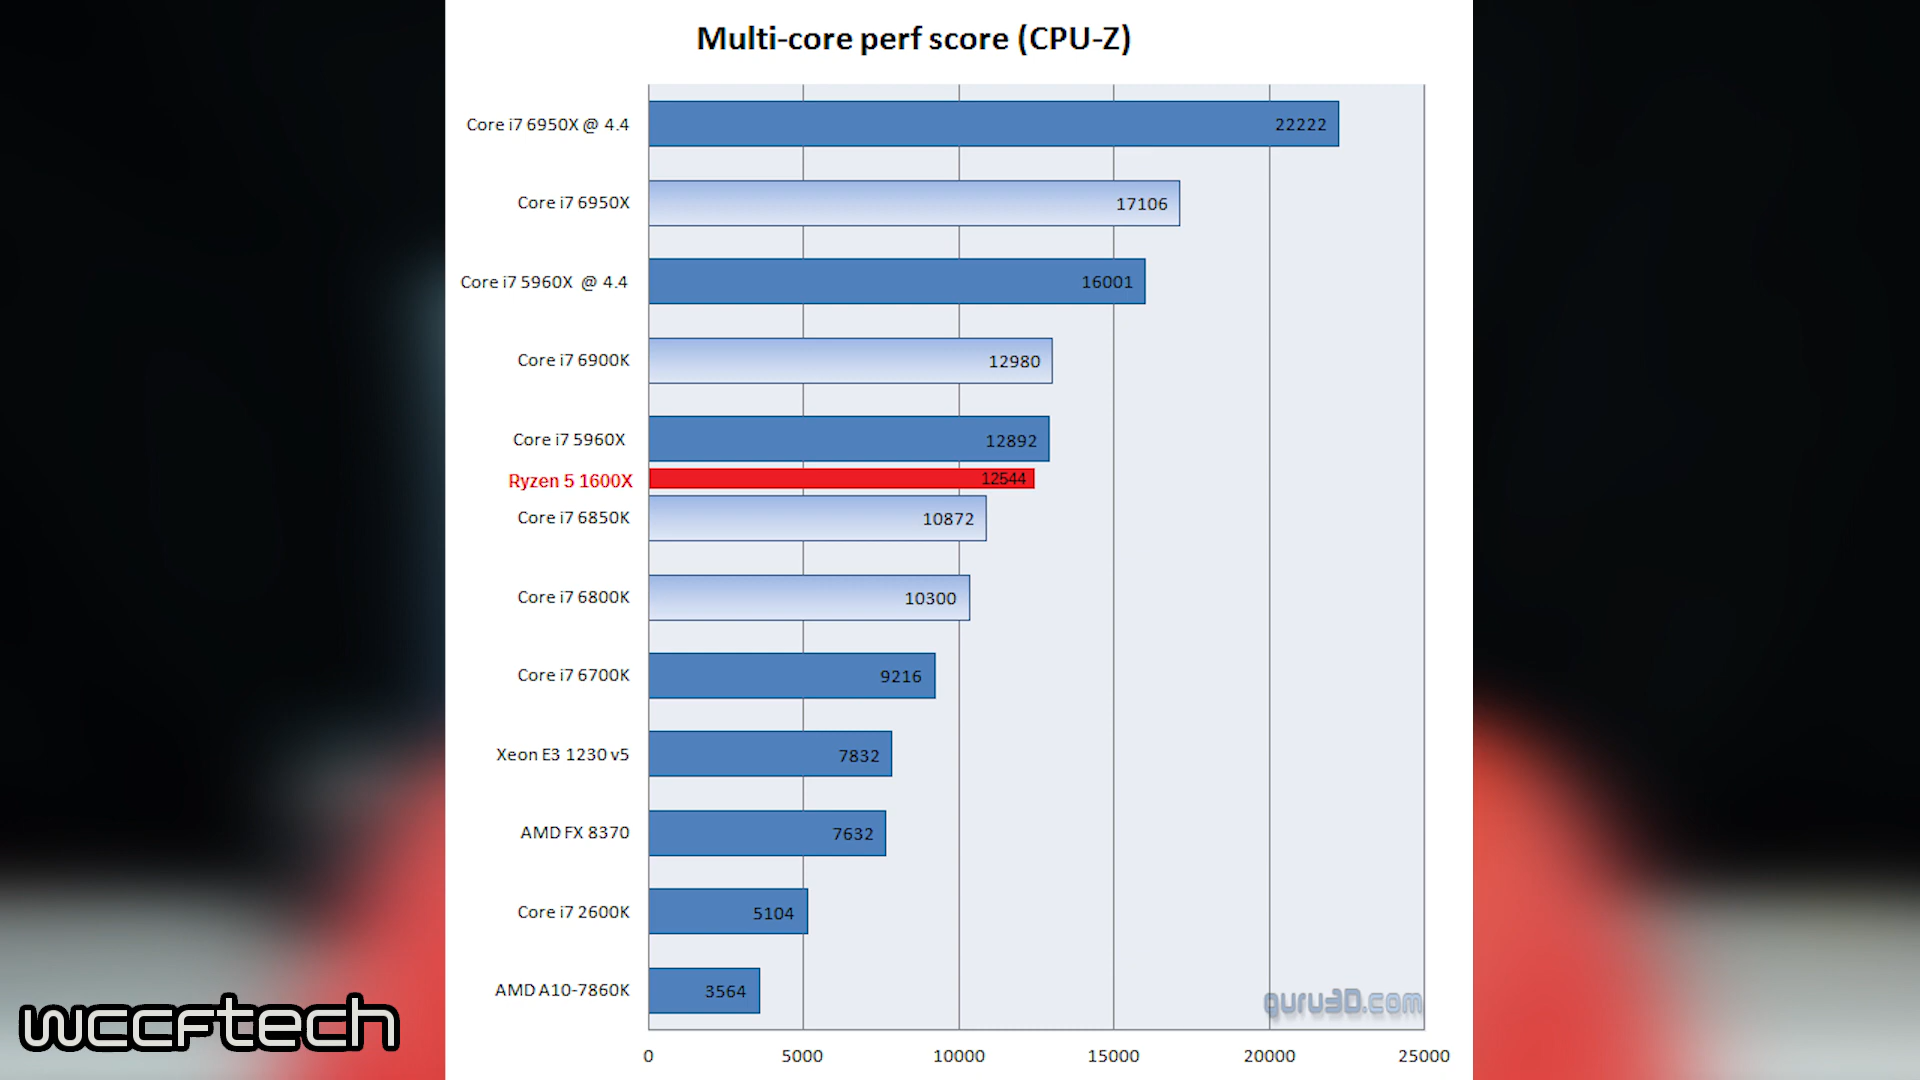 Multi-core perf score (CPU-Z)
Core i7 6950X @ 4.4 22222
Core i7 6950X 17106
Core i7 5960X @ 4.4 16001
Core i7 6900K 12980
Core i7 5960X 12892
Ryzen 5 1600X 12544
Core i7 6850K 10872
Core i7 6800K 10300
Core i7 6700K 9216
Xeon E3 1230 v5 7832
AMD FX 8370 7632
Core i7 2600K 5104
AMD A10-7860K 3564
guru3D.com
0 5000 10000 15000 20000 25000
wccftech